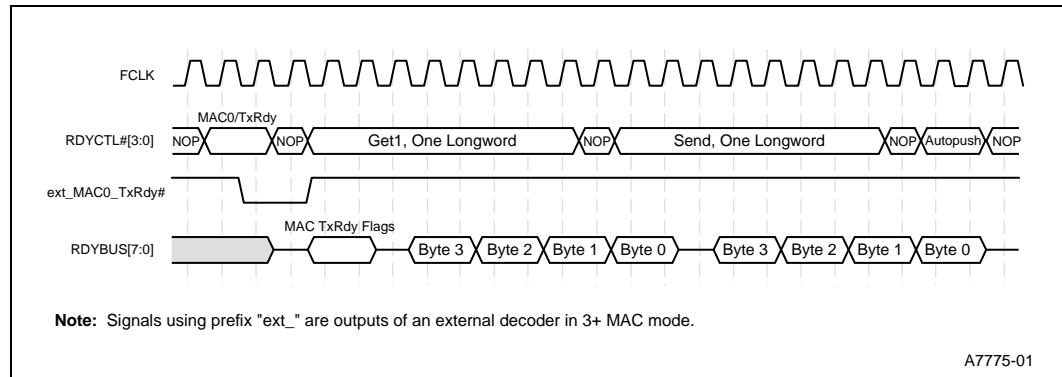 FCLK
MAC0/TxRdy
RDYCTL#[3:0] NOP NOP Get1, One Longword NOP Send, One Longword NOP Autopush NOP
ext_MAC0_TxRdy#
MAC TxRdy Flags
RDYBUS[7:0] Byte 3 Byte 2 Byte 1 Byte 0 Byte 3 Byte 2 Byte 1 Byte 0
Note: Signals using prefix "ext_" are outputs of an external decoder in 3+ MAC mode.
A7775-01